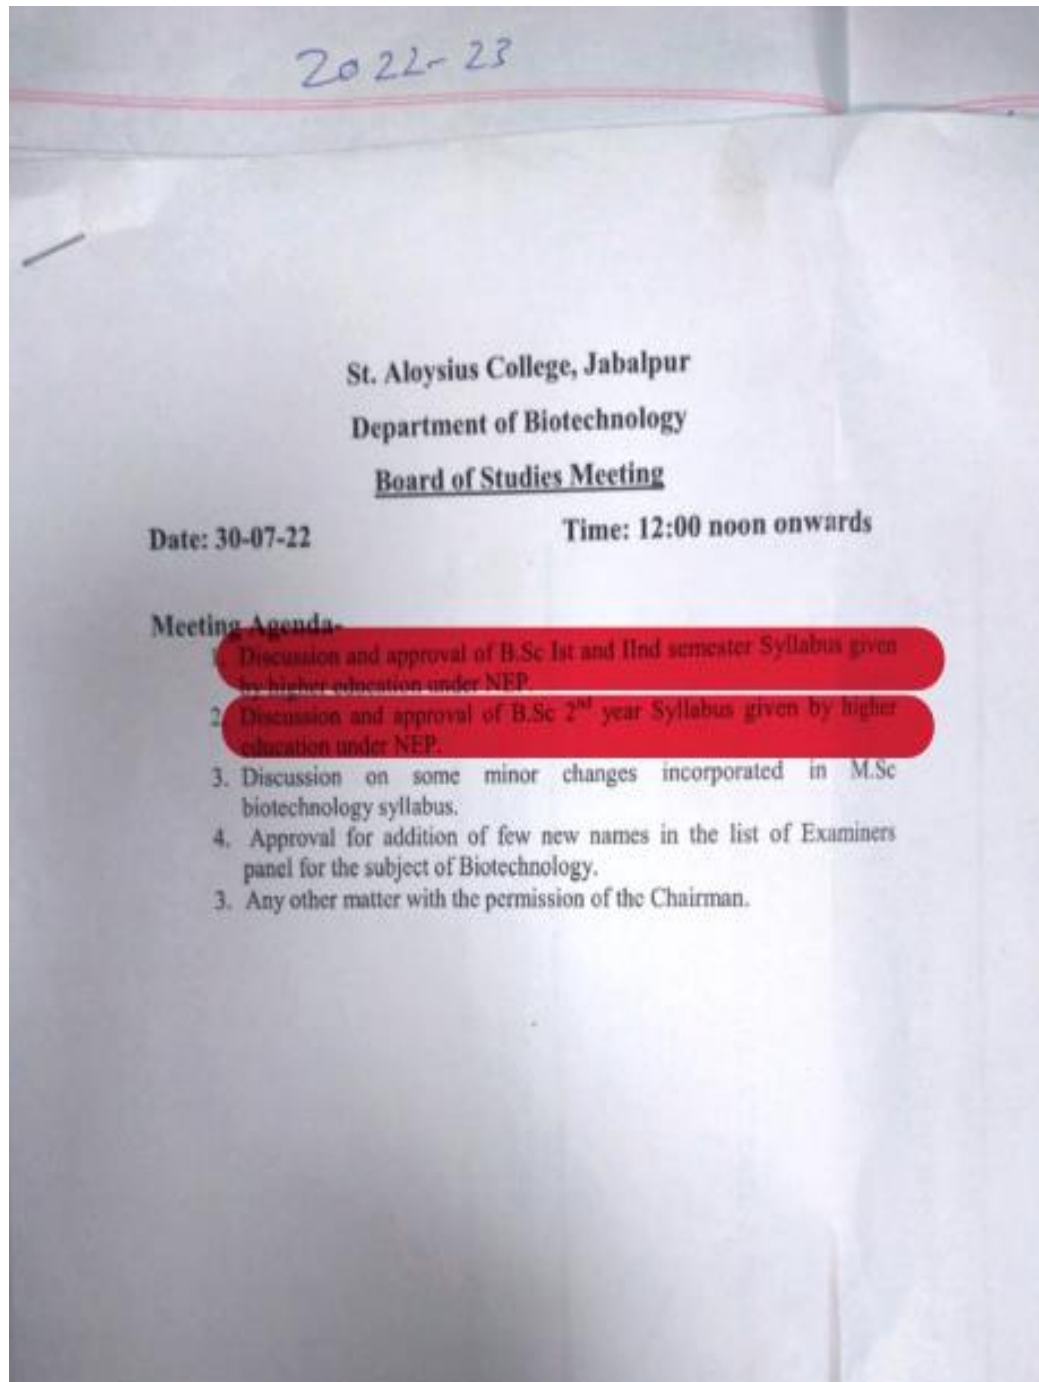 2022-23
St. Aloysius College, Jabalpur
Department of Biotechnology
Board of Studies Meeting
Date: 30-07-22 Time: 12:00 noon onwards
Meeting Agenda-
1. Discussion and approval of B.Sc Ist and IInd semester Syllabus given
by higher education under NEP.
2. Discussion and approval of B.Sc 2nd year Syllabus given by higher
education under NEP.
3. Discussion on some minor changes incorporated in M.Sc
biotechnology syllabus.
4. Approval for addition of few new names in the list of Examiners
panel for the subject of Biotechnology.
3. Any other matter with the permission of the Chairman.